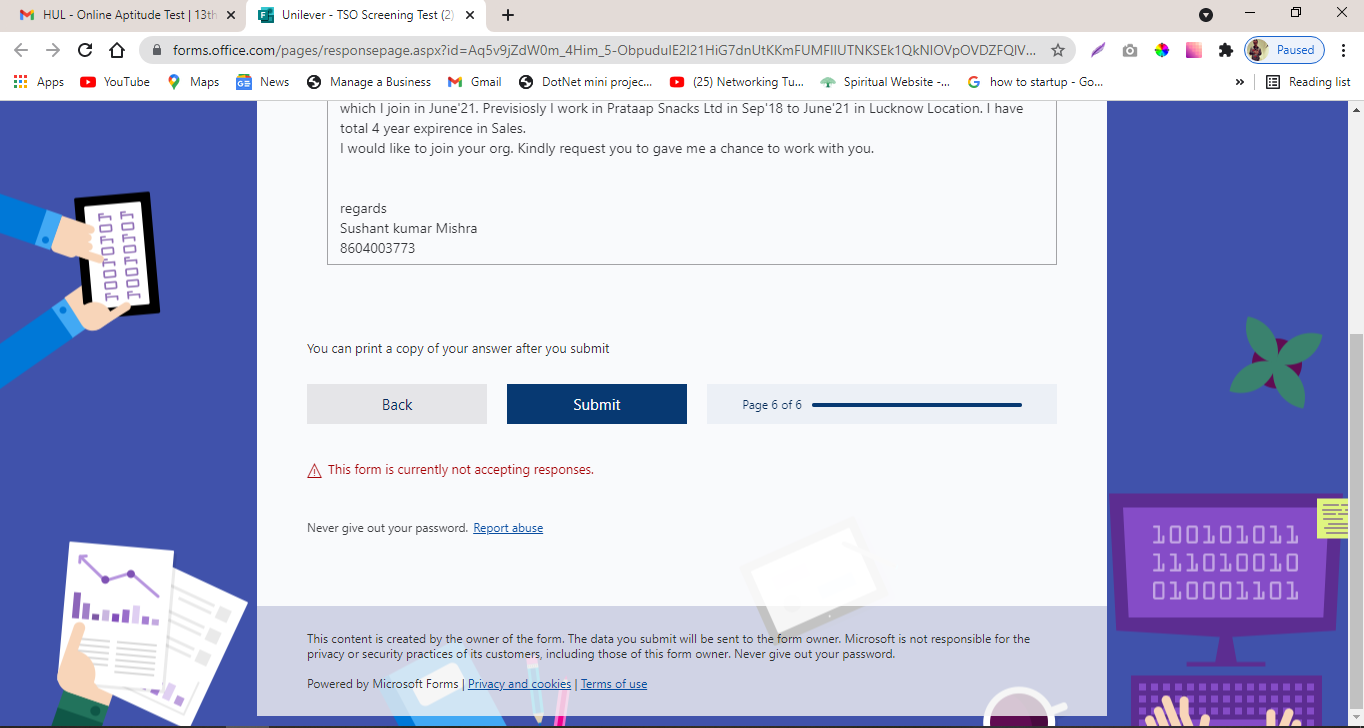 HUL - Online Aptitude Test | 13th
Unilever - TSO Screening Test (2)
forms.office.com/pages/responsepage.aspx?id=Aq5v9jZdW0m_4Him_5-ObpuduIE2I21HiG7dnUtKKmFUMFlIUTNKSEk1QkNIOVpOVDZFQlV...
Paused
Apps
YouTube
Maps
News
Manage a Business
Gmail
DotNet mini projec...
(25) Networking Tu...
Spiritual Website -...
how to startup - Go...
»
Reading list
which I join in June'21. Previsiosly I work in Prataap Snacks Ltd in Sep'18 to June'21 in Lucknow Location. I have
total 4 year expirence in Sales.
I would like to join your org. Kindly request you to gave me a chance to work with you.
regards
Sushant kumar Mishra
8604003773
You can print a copy of your answer after you submit
Back
Submit
Page 6 of 6
This form is currently not accepting responses.
Never give out your password. Report abuse
100101011
111010010
010001101
This content is created by the owner of the form. The data you submit will be sent to the form owner. Microsoft is not responsible for the
privacy or security practices of its customers, including those of this form owner. Never give out your password.
Powered by Microsoft Forms | Privacy and cookies | Terms of use